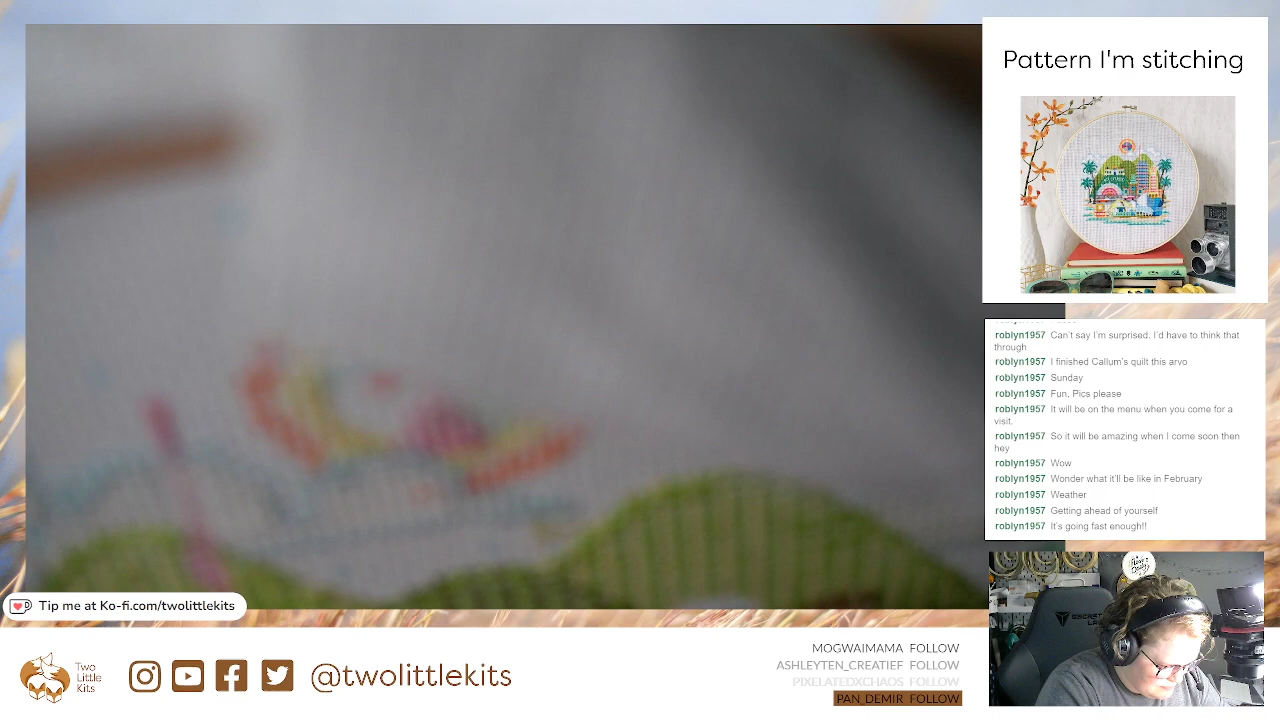 Pattern I'm stitching
roblyn1957 Can't say I'm surprised. I'd have to think that
through
roblyn1957 I finished Callum's quilt this arvo
roblyn1957 Sunday
roblyn1957 Fun, Pics please
roblyn1957 It will be on the menu when you come for a
visit.
roblyn1957 So it will be amazing when I come soon then
hey
roblyn1957 Wow
roblyn1957 Wonder what it'll be like in February
roblyn1957 Weather
roblyn1957 Getting ahead of yourself
roblyn1957 It's going fast enough!!
Tip me at Ko-fi.com/twolittlekits
Two
Little
Kits
@twolittlekits
MOGWAIMAMA FOLLOW
ASHLEYTEN_CREATIEF FOLLOW
PIXELATEDXCHAOS FOLLOW
PAN_DEMIR FOLLOW